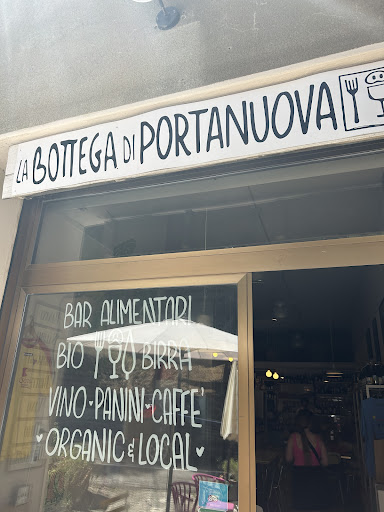 LA BOTTEGA DI PORTANUOVA
BAR ALIMENTARI
BIO BIRRA
VINO · PANINI · CAFFE'
ORGANIC & LOCAL